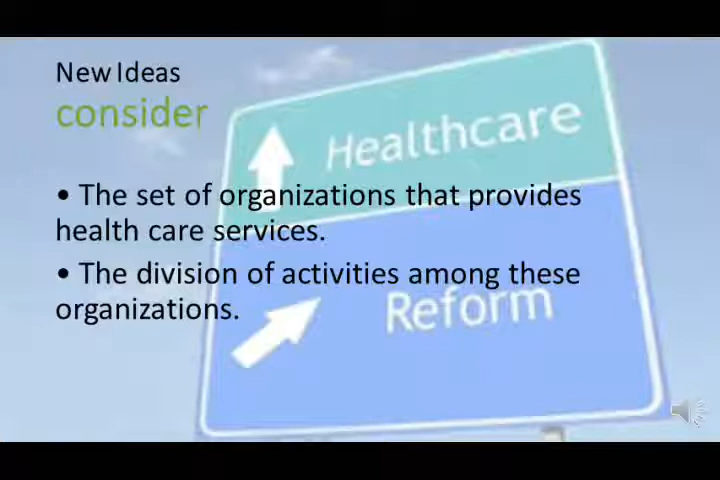 New Ideas
consider
Healthcare
• The set of organizations that provides
health care services.
• The division of activities among these
organizations.
Reform